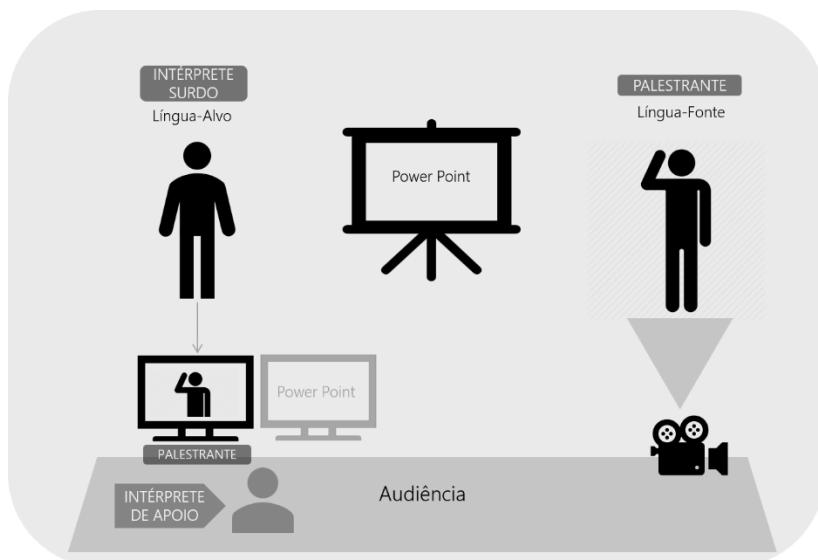 INTÉRPRETE
SURDO
Língua-Alvo
PALESTRANTE
Língua-Fonte
Power Point
Power Point
PALESTRANTE
INTÉRPRETE
DE APOIO
Audiência